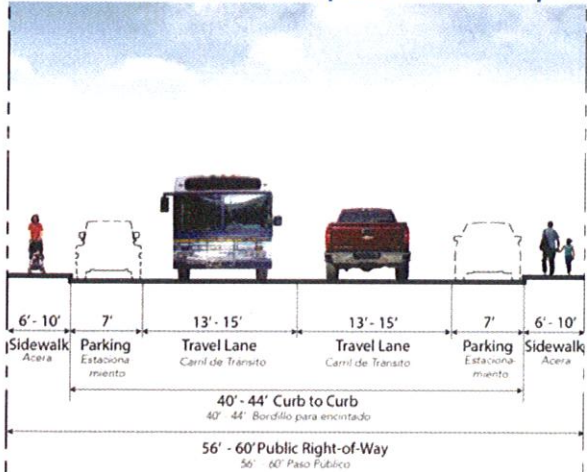 6' - 10' 7' 13' - 15' 13' - 15' 7' 6' - 10'
Sidewalk Parking Travel Lane Travel Lane Parking Sidewalk
Acera Estaciona- Carril de Tránsito Carril de Tránsito Estaciona- Acera
miento miento
40' - 44' Curb to Curb
40' - 44' Bordillo para encintado
56' - 60' Public Right-of-Way
56' - 60' Paso Público